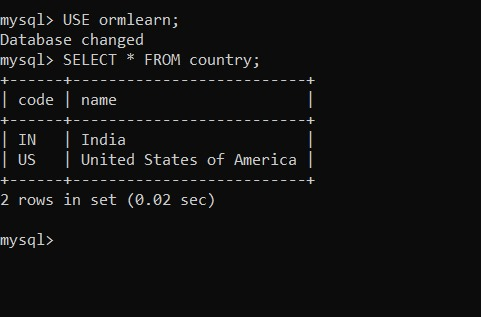 mysql> USE ormlearn;
Database changed
mysql> SELECT * FROM country;
+------+--------------------------+
| code | name                     |
+------+--------------------------+
| IN   | India                    |
| US   | United States of America |
+------+--------------------------+
2 rows in set (0.02 sec)
mysql>